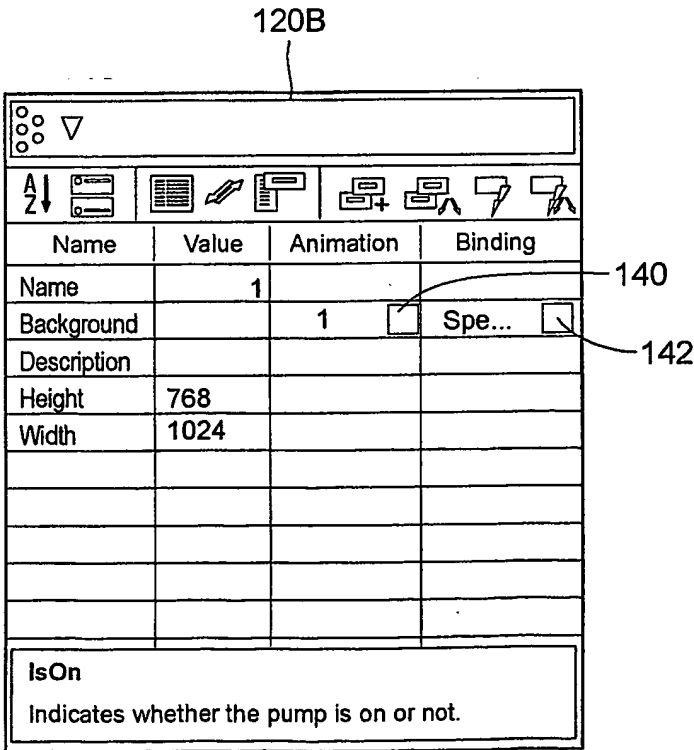 120B
A
Z
Name Value Animation Binding
Name 1
140
Background 1 Spe...
142
Description
Height 768
Width 1024
IsOn
Indicates whether the pump is on or not.